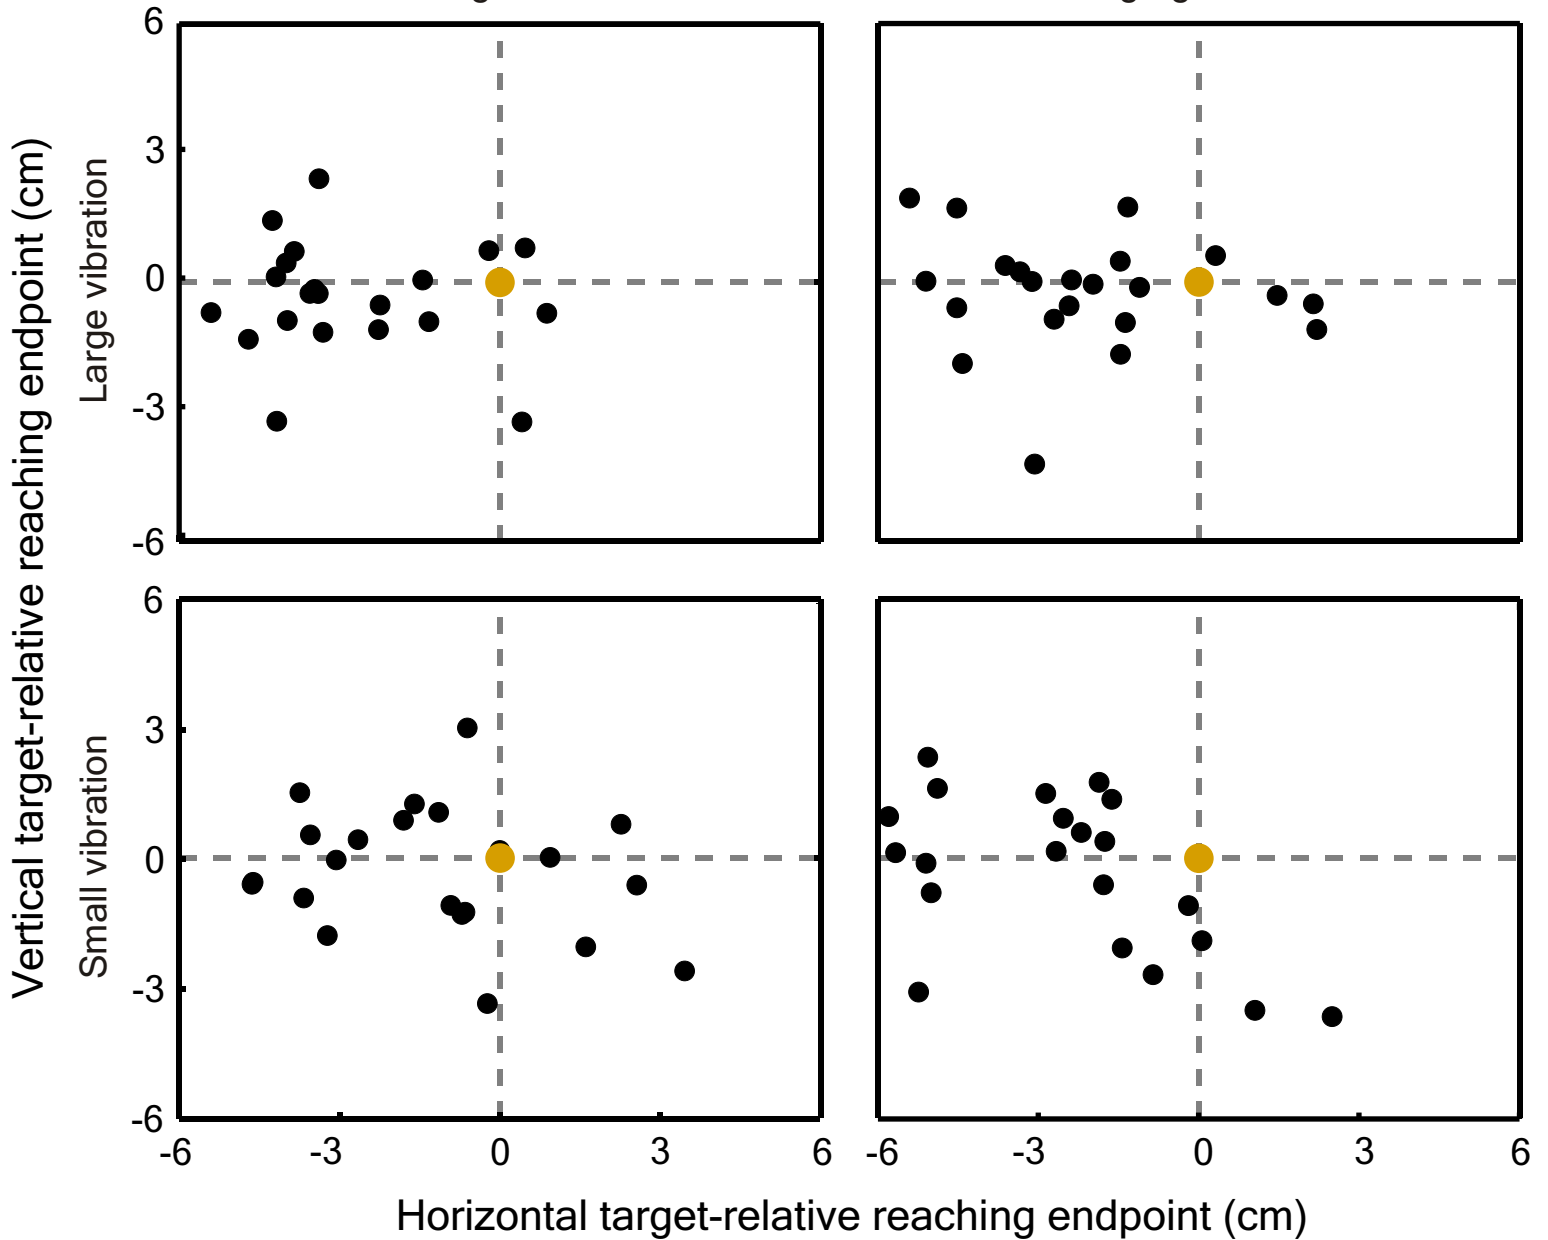 6
3
0
-3
-6
Large vibration
6
3
0
-3
-6
Small vibration
Vertical target-relative reaching endpoint (cm)
-6 -3 0 3 6 -6 -3 0 3 6
Horizontal target-relative reaching endpoint (cm)